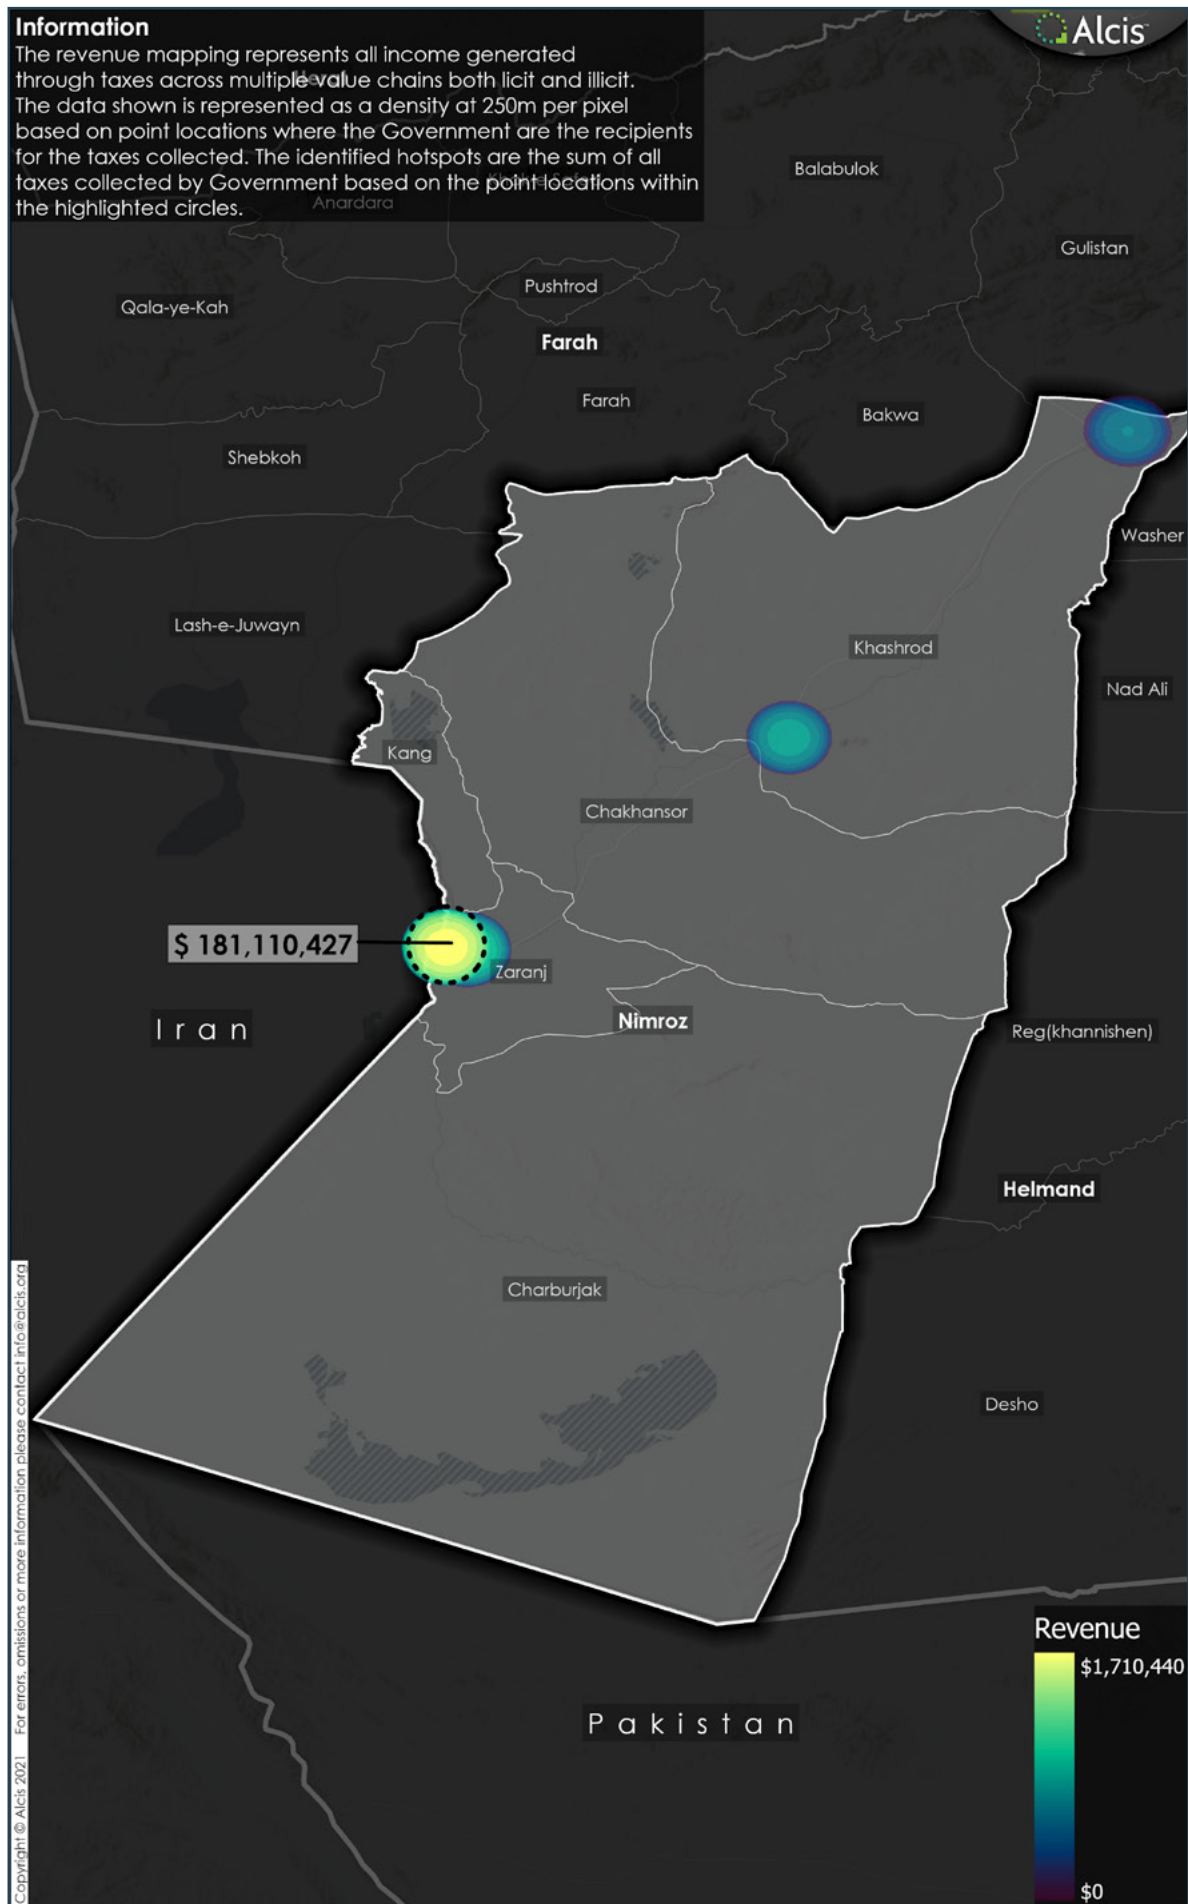 Information
The revenue mapping represents all income generated
through taxes across multiple value chains both licit and illicit.
The data shown is represented as a density at 250m per pixel
based on point locations where the Government are the recipients
for the taxes collected. The identified hotspots are the sum of all
taxes collected by Government based on the point locations within
the highlighted circles.
Alcis
Anardara
Balabulok
Gulistan
Pushtrod
Qala-ye-Kah
Farah
Farah
Bakwa
Shebkoh
Washer
Lash-e-Juwayn
Khashrod
Nad Ali
Kang
Chakhansor
$ 181,110,427
Zaranj
Iran
Nimroz
Reg(khannishen)
Helmand
Charburjak
Desho
Pakistan
Revenue
$1,710,440
$0
Copyright © Alcis 2021 For errors, omissions or more information please contact info@alcis.org